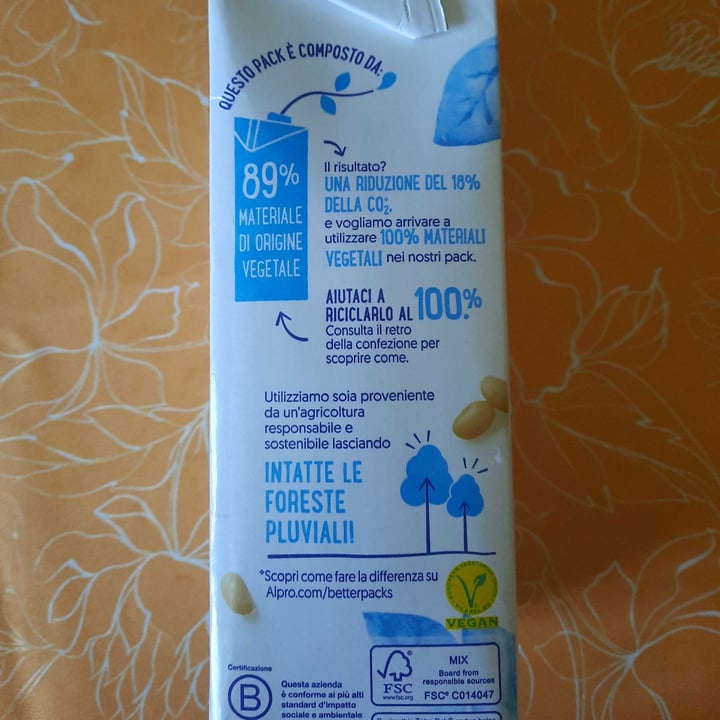 QUESTO PACK È COMPOSTO DA:
89%
MATERIALE
DI ORIGINE
VEGETALE
Il risultato?
UNA RIDUZIONE DEL 18%
DELLA CO₂*.
e vogliamo arrivare a
utilizzare 100% MATERIALI
VEGETALI nei nostri pack.
AIUTACI A
RICICLARLO AL 100%.
Consulta il retro
della confezione per
scoprire come.
Utilizziamo soia proveniente
da un'agricoltura
responsabile e
sostenibile lasciando
INTATTE LE
FORESTE
PLUVIALI!
*Scopri come fare la differenza su
Alpro.com/betterpacks
V
VEGAN
Certificazione
B
Questa azienda
è conforme ai più alti
standard d'impatto
sociale e ambientale
FSC
www.fsc.org
MIX
Board from
responsible sources
FSC® C014047